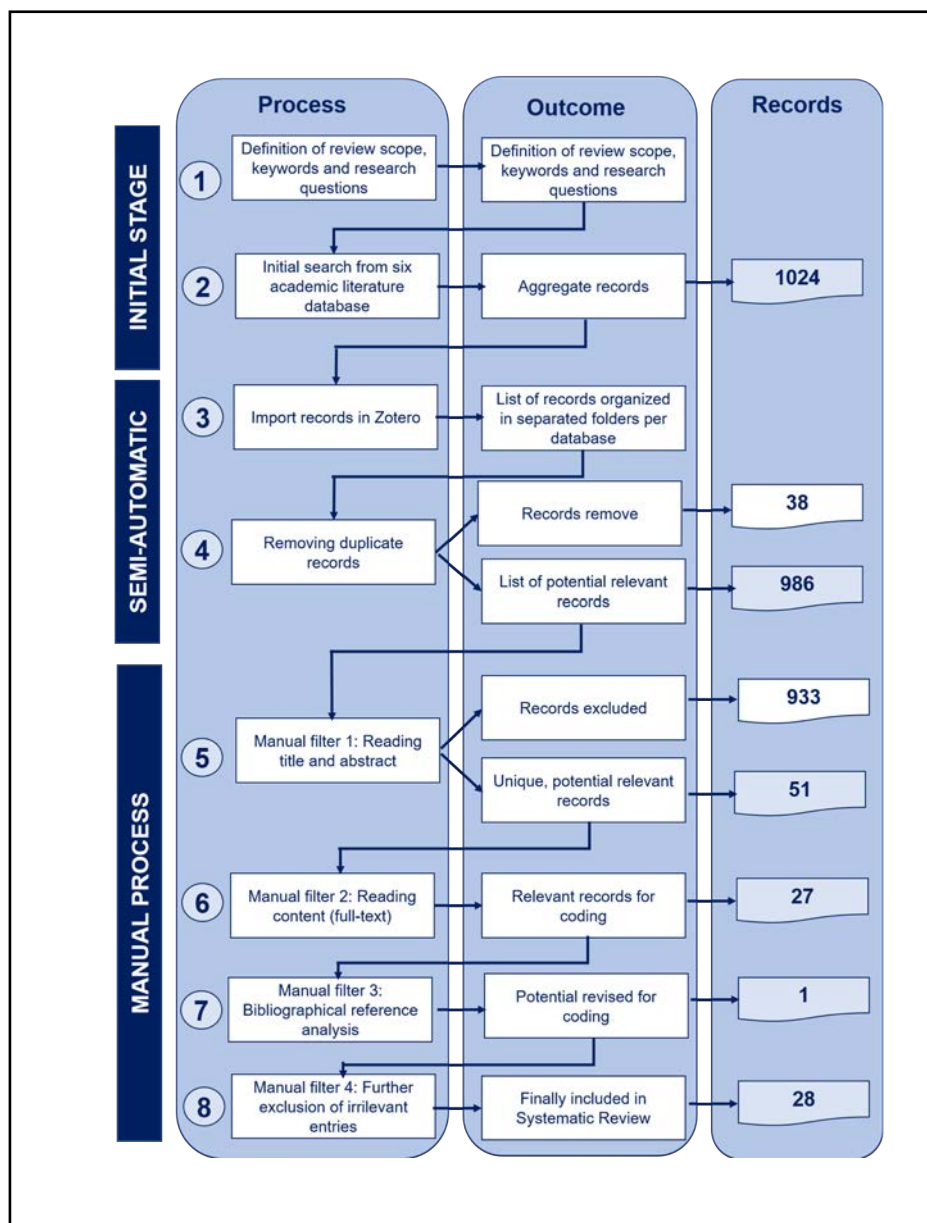 Process
Outcome
Records
INITIAL STAGE
1
Definition of review scope,
keywords and research
questions
Definition of review scope,
keywords and research
questions
2
Initial search from six
academic literature
database
Aggregate records
1024
SEMI-AUTOMATIC
3
Import records in Zotero
List of records organized
in separated folders per
database
4
Removing duplicate
records
Records remove
38
List of potential relevant
records
986
MANUAL PROCESS
5
Manual filter 1: Reading
title and abstract
Records excluded
933
Unique, potential relevant
records
51
6
Manual filter 2: Reading
content (full-text)
Relevant records for
coding
27
7
Manual filter 3:
Bibliographical reference
analysis
Potential revised for
coding
1
8
Manual filter 4: Further
exclusion of irrilevant
entries
Finally included in
Systematic Review
28